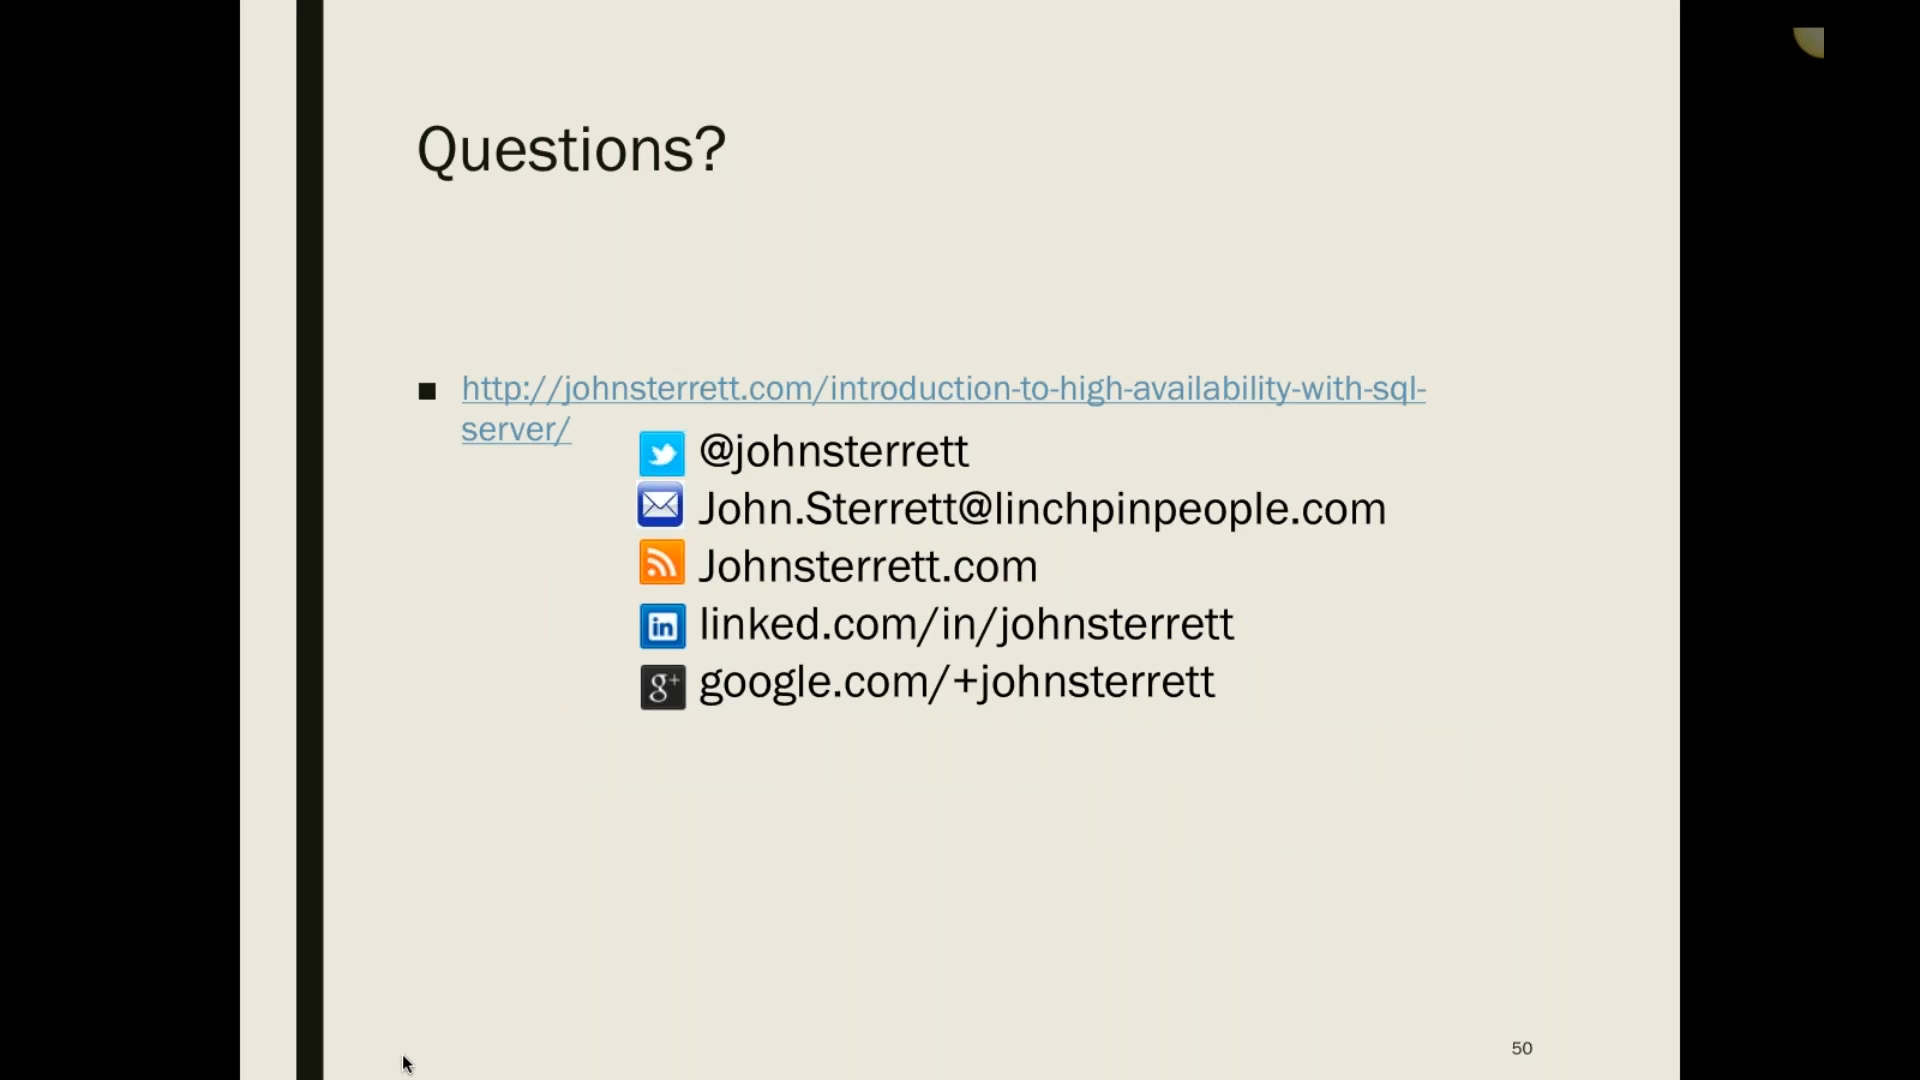 Questions?
http://johnsterrett.com/introduction-to-high-availability-with-sql-
server/
@johnsterrett
John.Sterrett@linchpinpeople.com
Johnsterrett.com
in linked.com/in/johnsterrett
g+ google.com/+johnsterrett
50